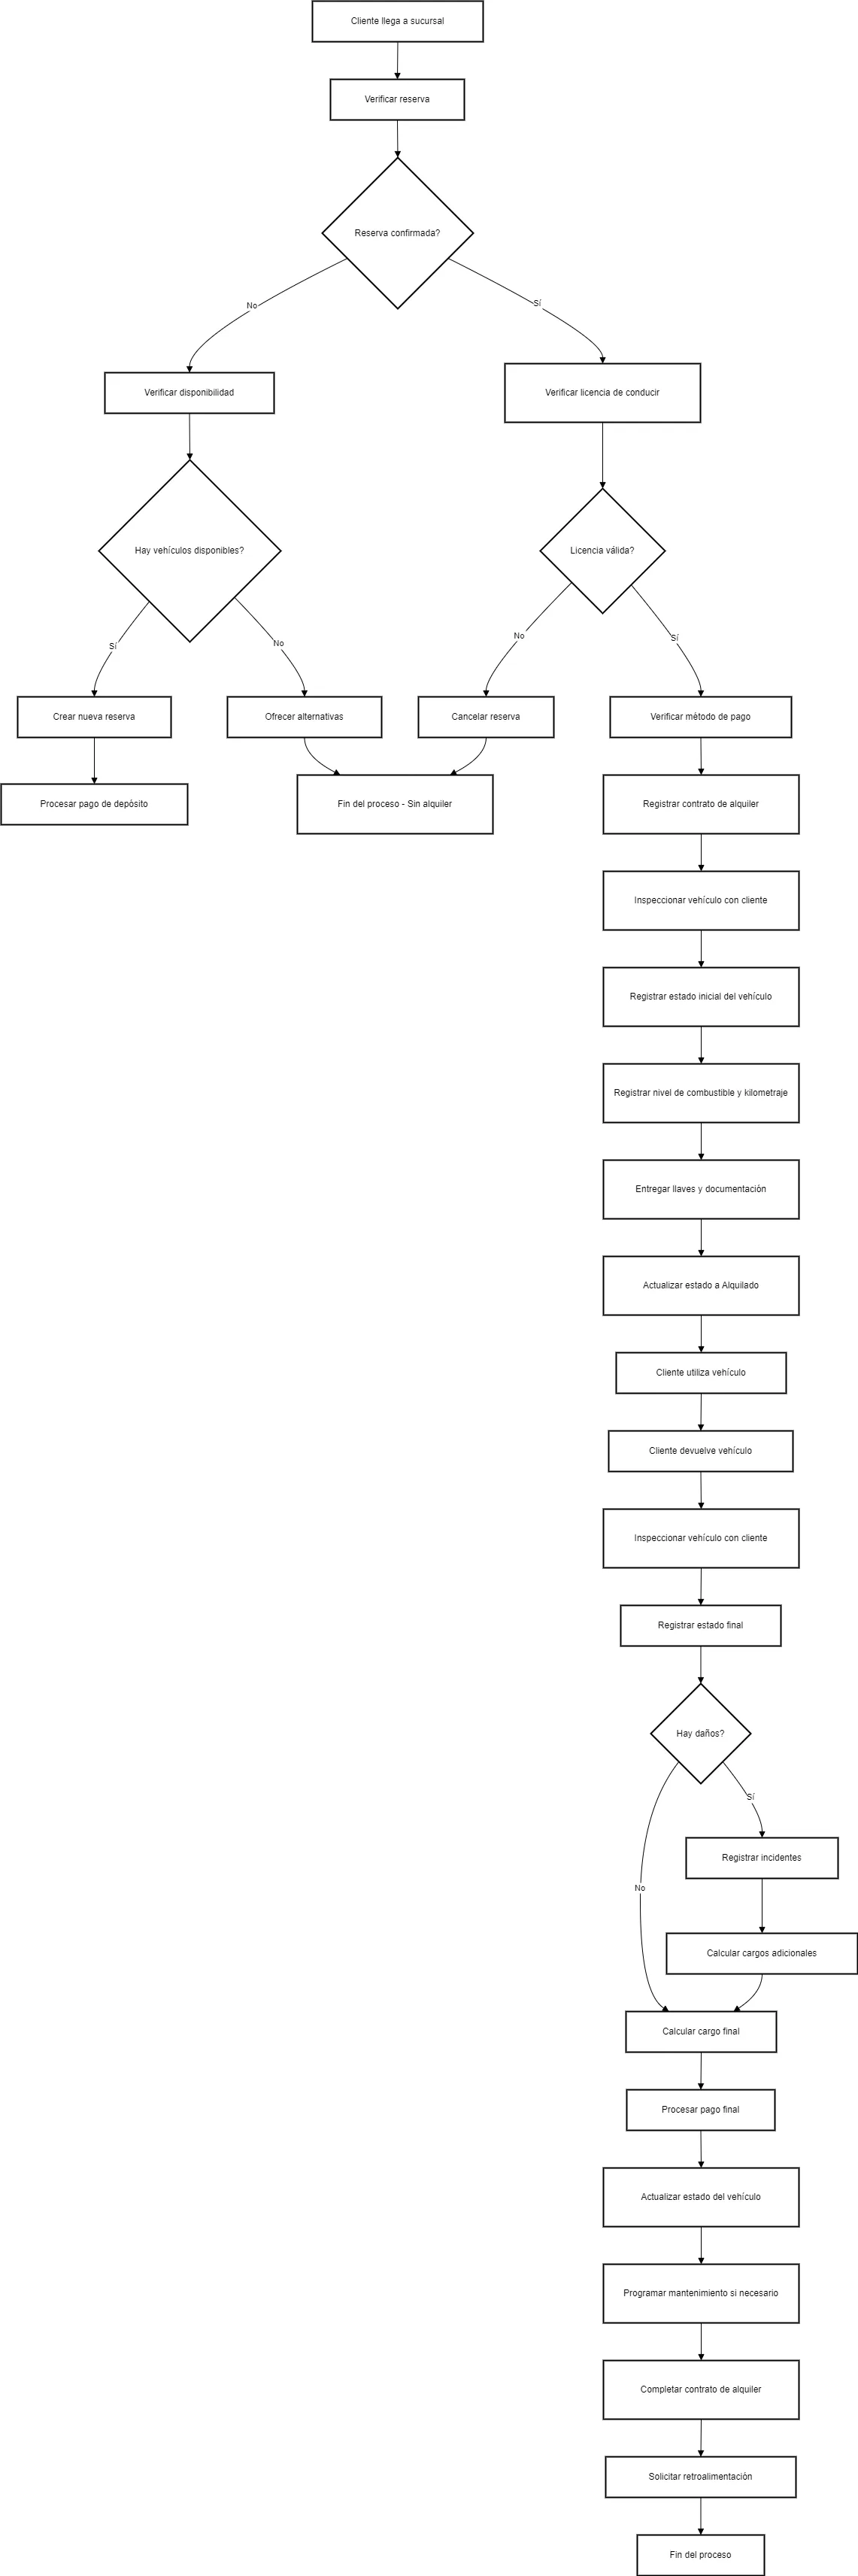 Cliente llega a sucursal
Verificar reserva
Reserva confirmada?
No
Sí
Verificar disponibilidad
Verificar licencia de conducir
Hay vehículos disponibles?
Licencia válida?
Sí
No
No
Sí
Crear nueva reserva
Ofrecer alternativas
Cancelar reserva
Verificar método de pago
Procesar pago de depósito
Fin del proceso - Sin alquiler
Registrar contrato de alquiler
Inspeccionar vehículo con cliente
Registrar estado inicial del vehículo
Registrar nivel de combustible y kilometraje
Entregar llaves y documentación
Actualizar estado a Alquilado
Cliente utiliza vehículo
Cliente devuelve vehículo
Inspeccionar vehículo con cliente
Registrar estado final
Hay daños?
Sí
Registrar incidentes
No
Calcular cargos adicionales
Calcular cargo final
Procesar pago final
Actualizar estado del vehículo
Programar mantenimiento si necesario
Completar contrato de alquiler
Solicitar retroalimentación
Fin del proceso